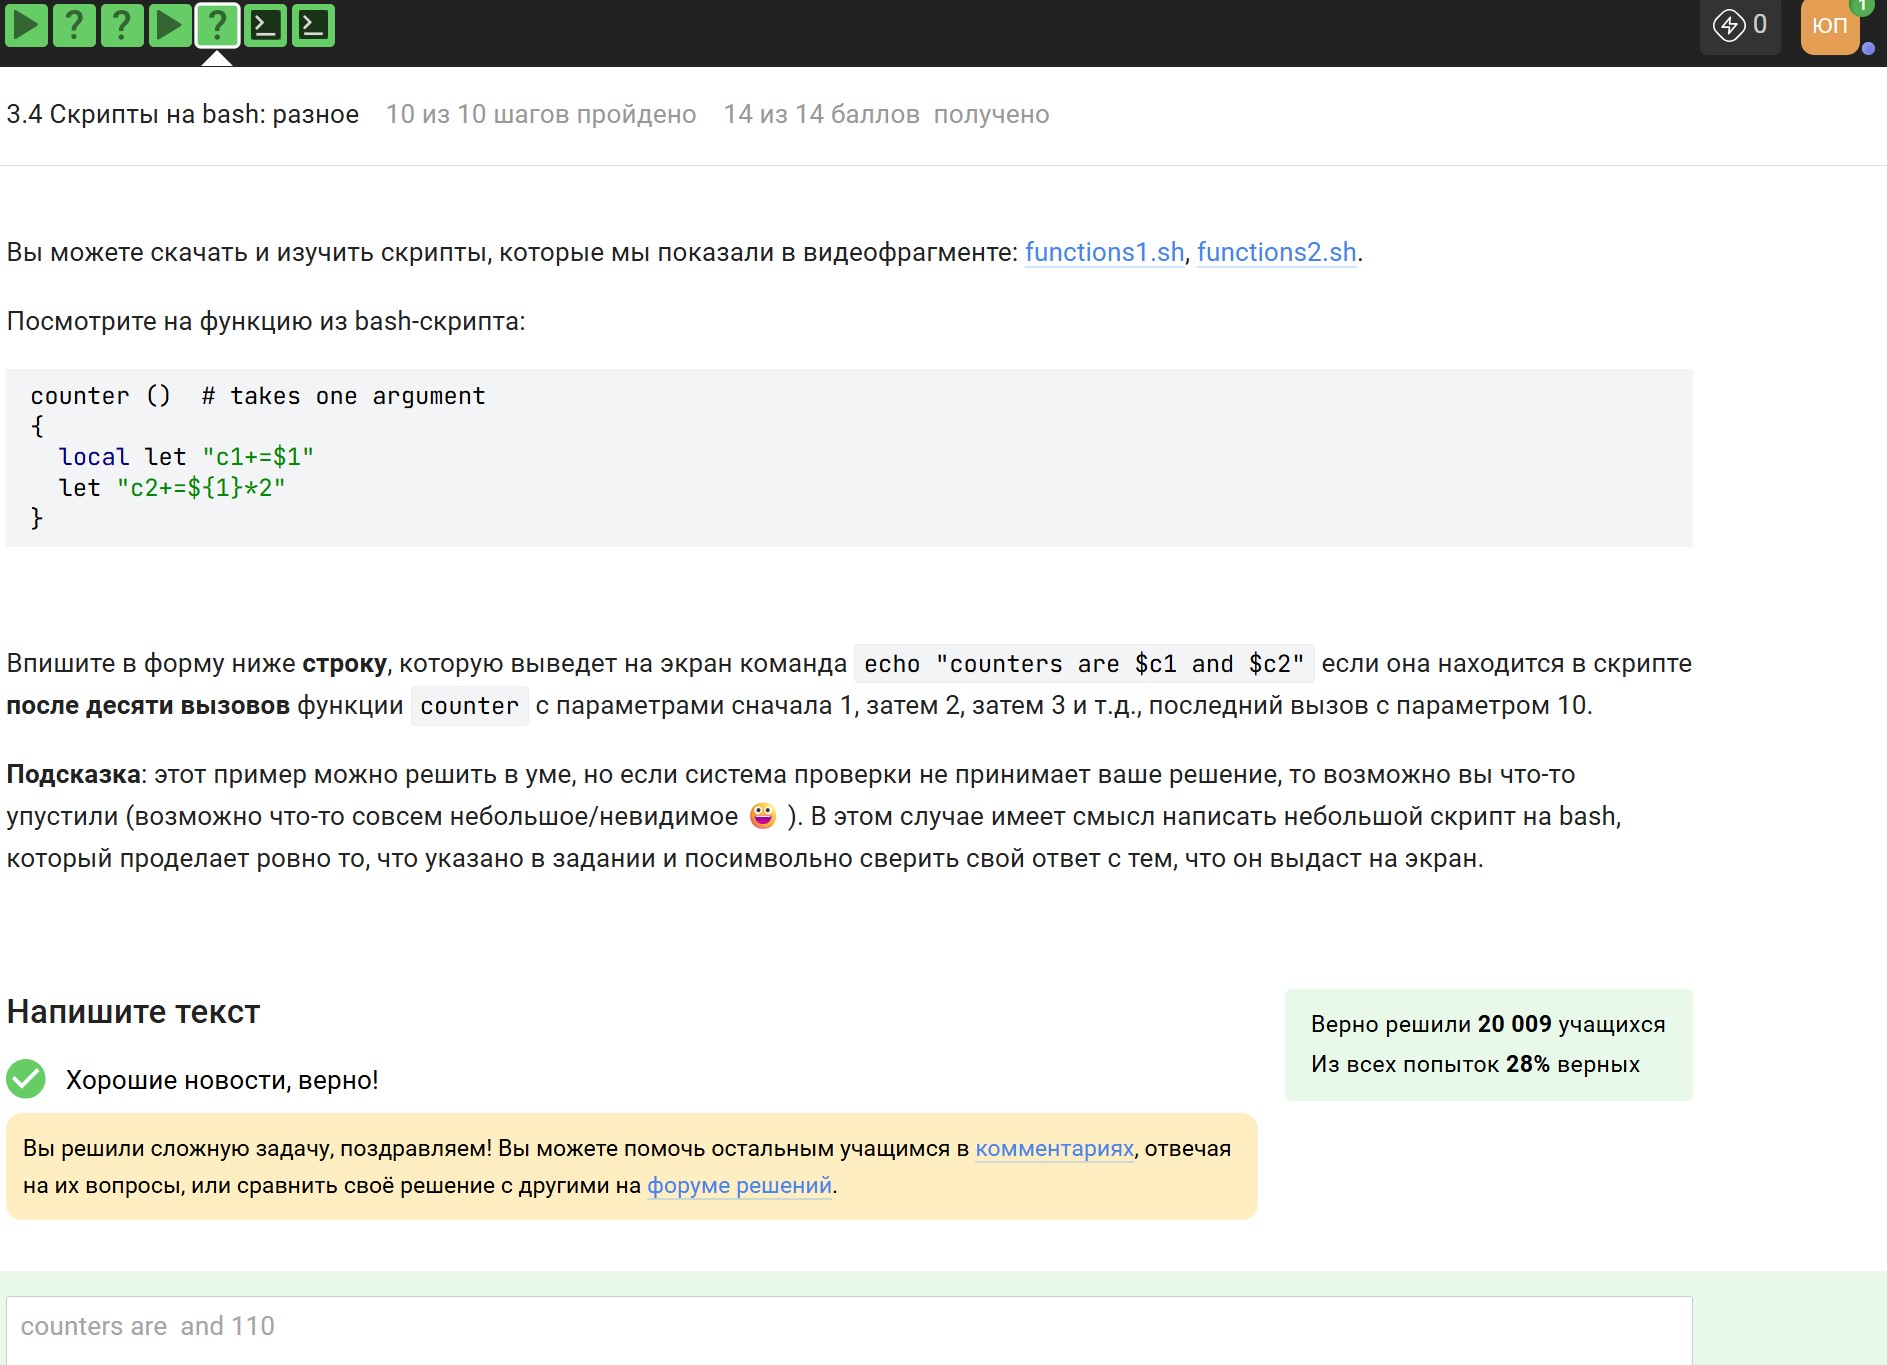 0
ЮП
1
3.4 Скрипты на bash: разное 10 из 10 шагов пройдено 14 из 14 баллов получено
Вы можете скачать и изучить скрипты, которые мы показали в видеофрагменте: functions1.sh, functions2.sh.
Посмотрите на функцию из bash-скрипта:
counter ()  # takes one argument
{
  local let "c1+=$1"
  let "c2+=${1}*2"
}
Впишите в форму ниже строку, которую выведет на экран команда echo "counters are $c1 and $c2" если она находится в скрипте
после десяти вызовов функции counter с параметрами сначала 1, затем 2, затем 3 и т.д., последний вызов с параметром 10.
Подсказка: этот пример можно решить в уме, но если система проверки не принимает ваше решение, то возможно вы что-то
упустили (возможно что-то совсем небольшое/невидимое 😀 ). В этом случае имеет смысл написать небольшой скрипт на bash,
который проделает ровно то, что указано в задании и посимвольно сверить свой ответ с тем, что он выдаст на экран.
Напишите текст
Верно решили 20 009 учащихся
Из всех попыток 28% верных
Хорошие новости, верно!
Вы решили сложную задачу, поздравляем! Вы можете помочь остальным учащимся в комментариях, отвечая
на их вопросы, или сравнить своё решение с другими на форуме решений.
counters are  and 110